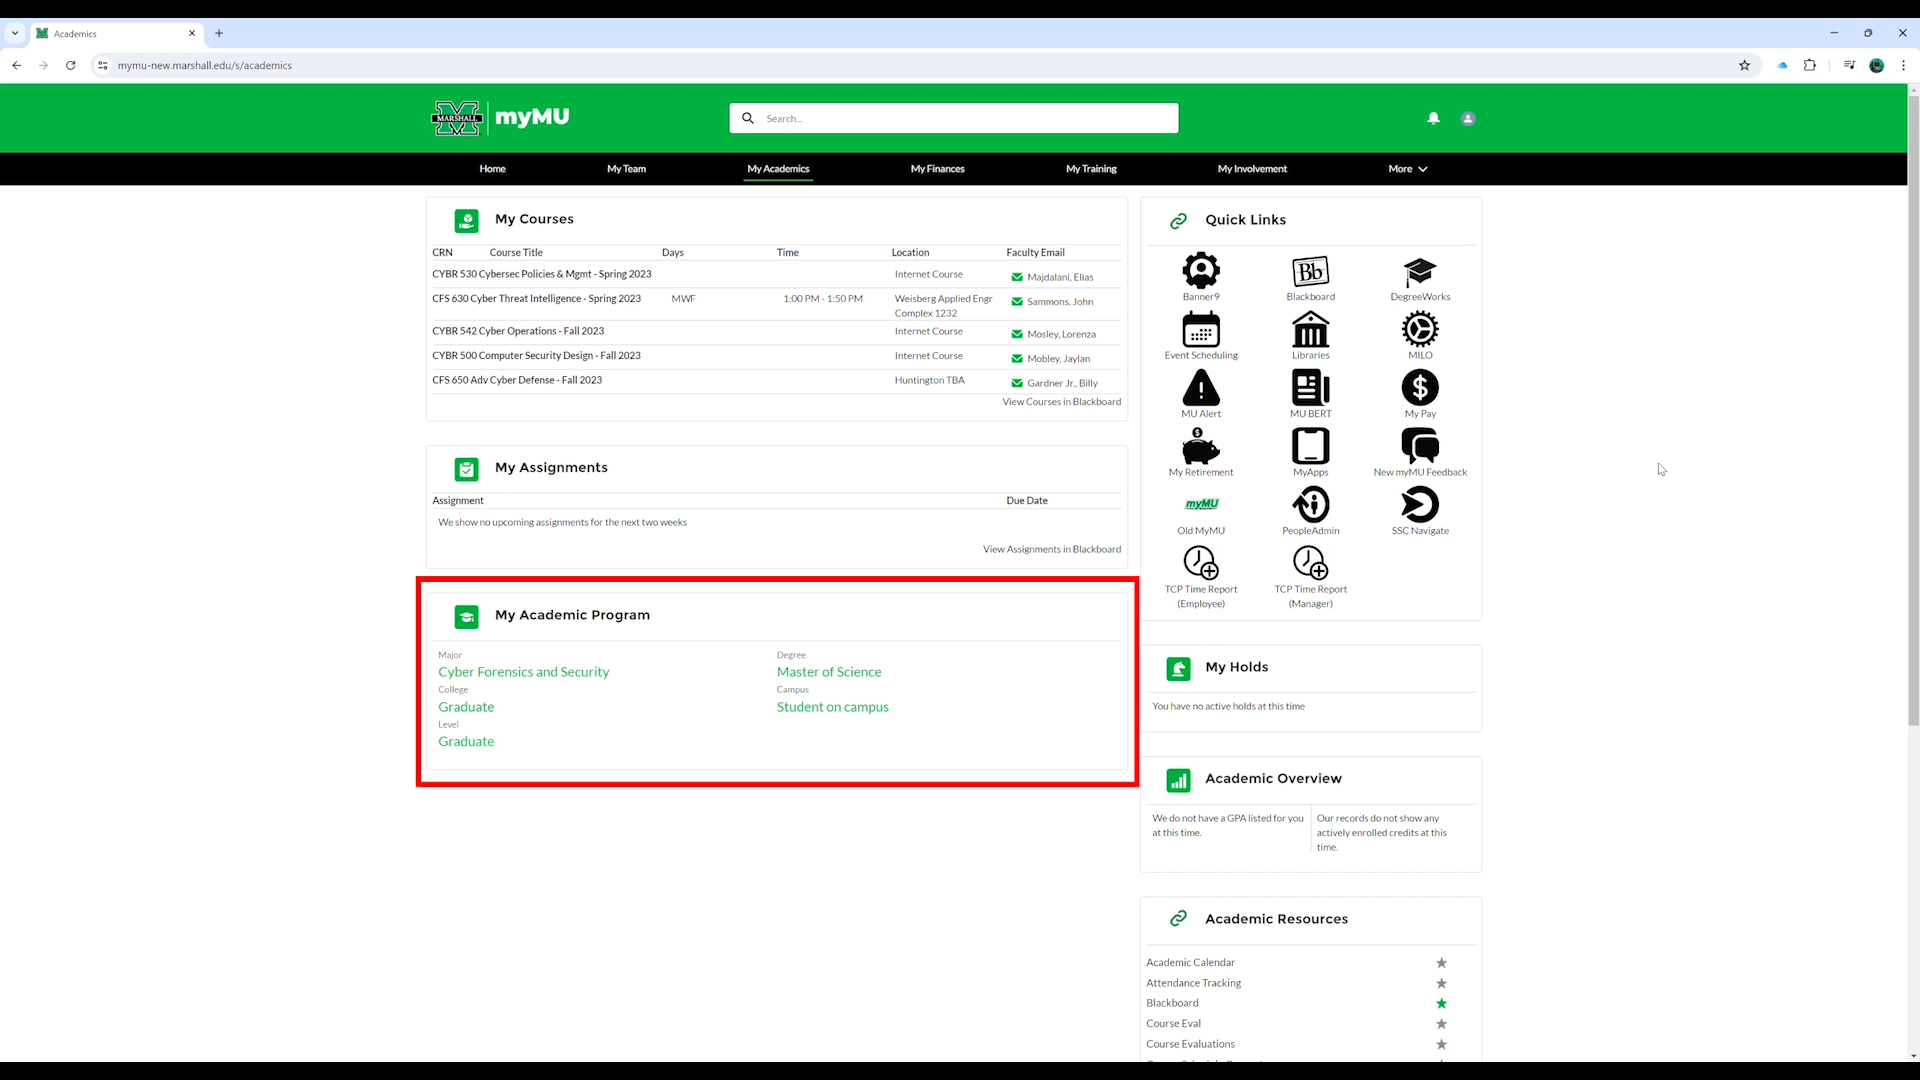 Academics
mymu-new.marshall.edu/s/academics
MARSHALL
myMU
Search...
Home
My Team
My Academics
My Finances
My Training
My Involvement
More
My Courses
CRN Course Title Days Time Location Faculty Email
CYBR 530 Cybersec Policies & Mgmt - Spring 2023 Internet Course Majdalani, Elias
CFS 630 Cyber Threat Intelligence - Spring 2023 MWF 1:00 PM - 1:50 PM Weisberg Applied Engr Sammons, John
Complex 1232
CYBR 542 Cyber Operations - Fall 2023 Internet Course Mosley, Lorenza
CYBR 500 Computer Security Design - Fall 2023 Internet Course Mobley, Jaylan
CFS 650 Adv Cyber Defense - Fall 2023 Huntington TBA Gardner Jr., Billy
View Courses in Blackboard
My Assignments
Assignment Due Date
We show no upcoming assignments for the next two weeks
View Assignments in Blackboard
My Academic Program
Major
Cyber Forensics and Security
College
Graduate
Level
Graduate
Degree
Master of Science
Campus
Student on campus
Quick Links
Banner9
Bb
Blackboard
DegreeWorks
Event Scheduling
Libraries
MILO
MU Alert
MU BERT
My Pay
My Retirement
MyApps
New myMU Feedback
myMU
Old MyMU
PeopleAdmin
SSC Navigate
TCP Time Report
(Employee)
TCP Time Report
(Manager)
My Holds
You have no active holds at this time
Academic Overview
We do not have a GPA listed for you
at this time.
Our records do not show any
actively enrolled credits at this
time.
Academic Resources
Academic Calendar
Attendance Tracking
Blackboard
Course Eval
Course Evaluations